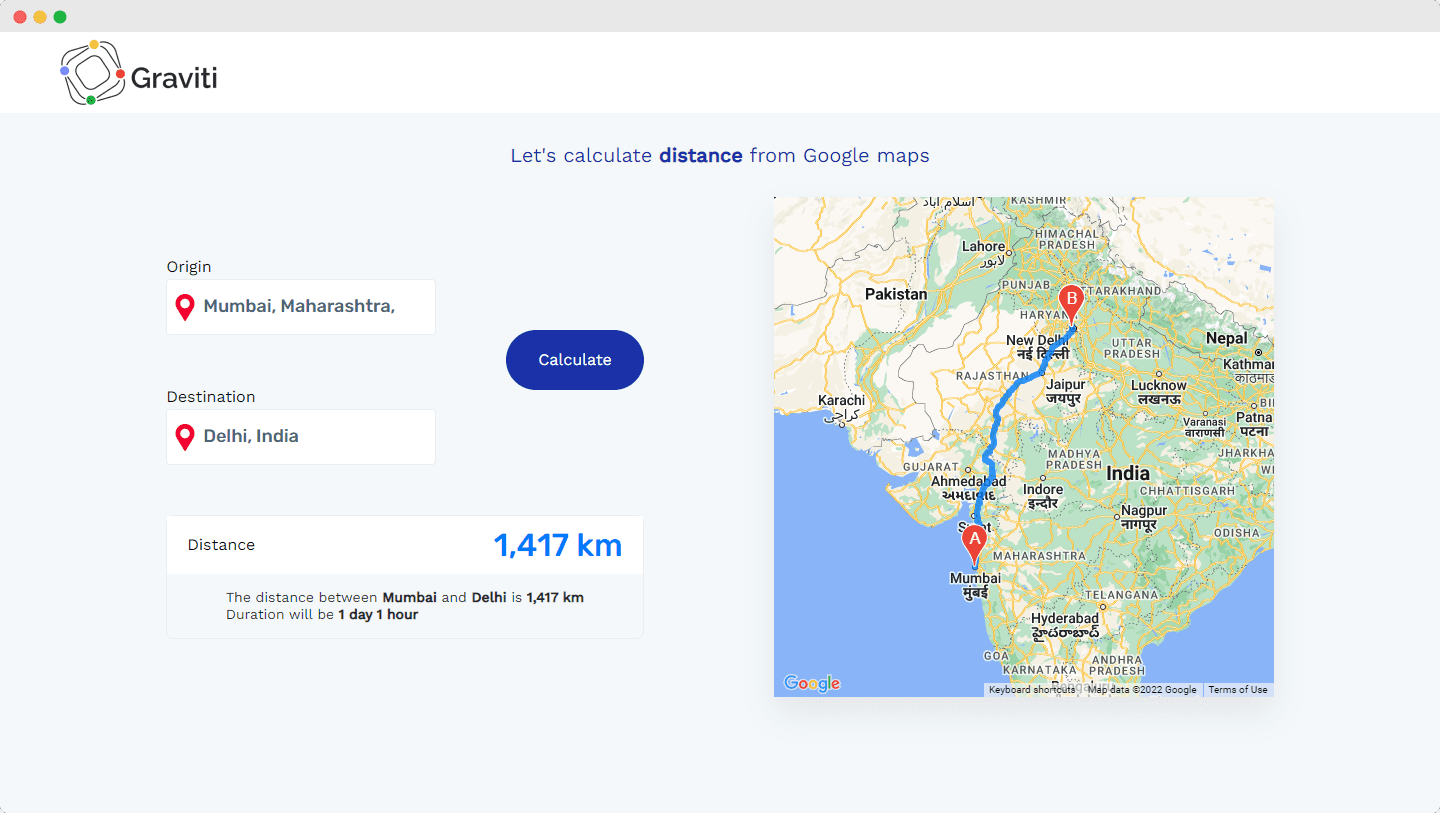 Graviti
Let's calculate distance from Google maps
Origin
Mumbai, Maharashtra,
Calculate
Destination
Delhi, India
Distance
1,417 km
The distance between Mumbai and Delhi is 1,417 km
Duration will be 1 day 1 hour
اسلام آباد
KASHMIR
HIMACHAL
PRADESH
Lahore
لاہور
PUNJAB
UTTARAKHAND
Pakistan
B
HARYANA
New Delhi
नई दिल्ली
UTTAR
PRADESH
Nepal
RAJASTHAN
Jaipur
जयपुर
Lucknow
लखनऊ
Karachi
کراچی
Varanasi
वाराणसी
Patna
पटना
MADHYA
PRADESH
GUJARAT
Ahmedabad
અમદાવાદ
Indore
इन्दौर
India
CHHATTISGARH
Nagpur
नागपूर
Surat
ODISHA
A
MAHARASHTRA
Mumbai
मुंबई
TELANGANA
Hyderabad
హైదరాబాద్
GOA
KARNATAKA
ANDHRA
PRADESH
Bengaluru
Google
Keyboard shortcuts
Map data ©2022 Google
Terms of Use